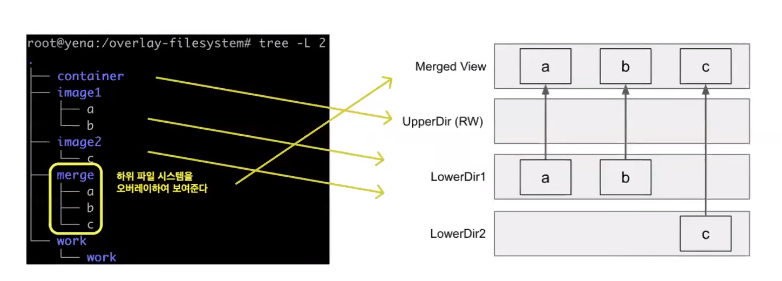 root@yena:/overlay-filesystem# tree -L 2
.
container
image1
a
b
image2
c
merge
a
b
c
work
work
하위 파일 시스템을
오버레이하여 보여준다
Merged View
a b c
UpperDir (RW)
LowerDir1
a b
LowerDir2
c